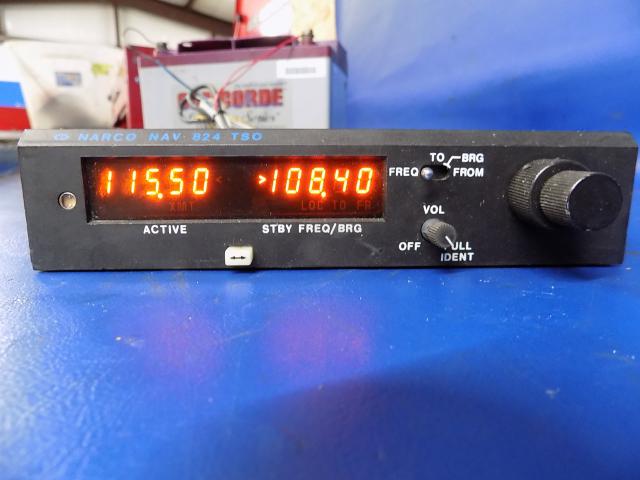 CORDE
NARCO NAV 824 TSO
115.50 >108.40
XMT LOC TO FR
ACTIVE STBY FREQ/BRG
TO BRG
FREQ FROM
VOL
OFF PULL
IDENT